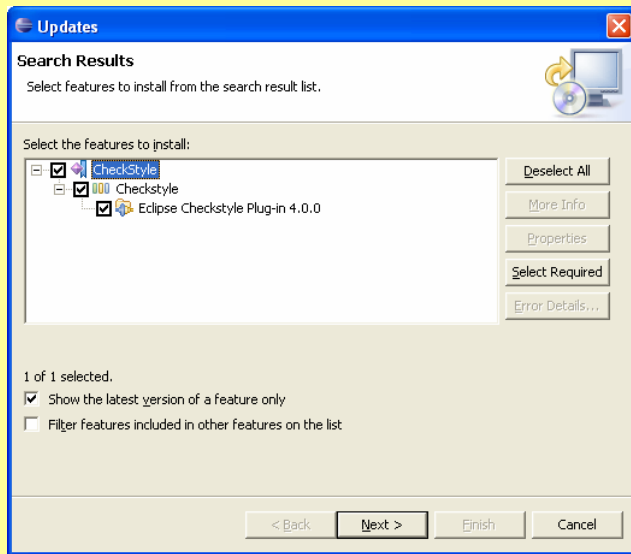 Updates
Search Results
Select features to install from the search result list.
Select the features to install:
CheckStyle
Checkstyle
Eclipse Checkstyle Plug-in 4.0.0
Deselect All
More Info
Properties
Select Required
Error Details...
1 of 1 selected.
Show the latest version of a feature only
Filter features included in other features on the list
< Back
Next >
Finish
Cancel